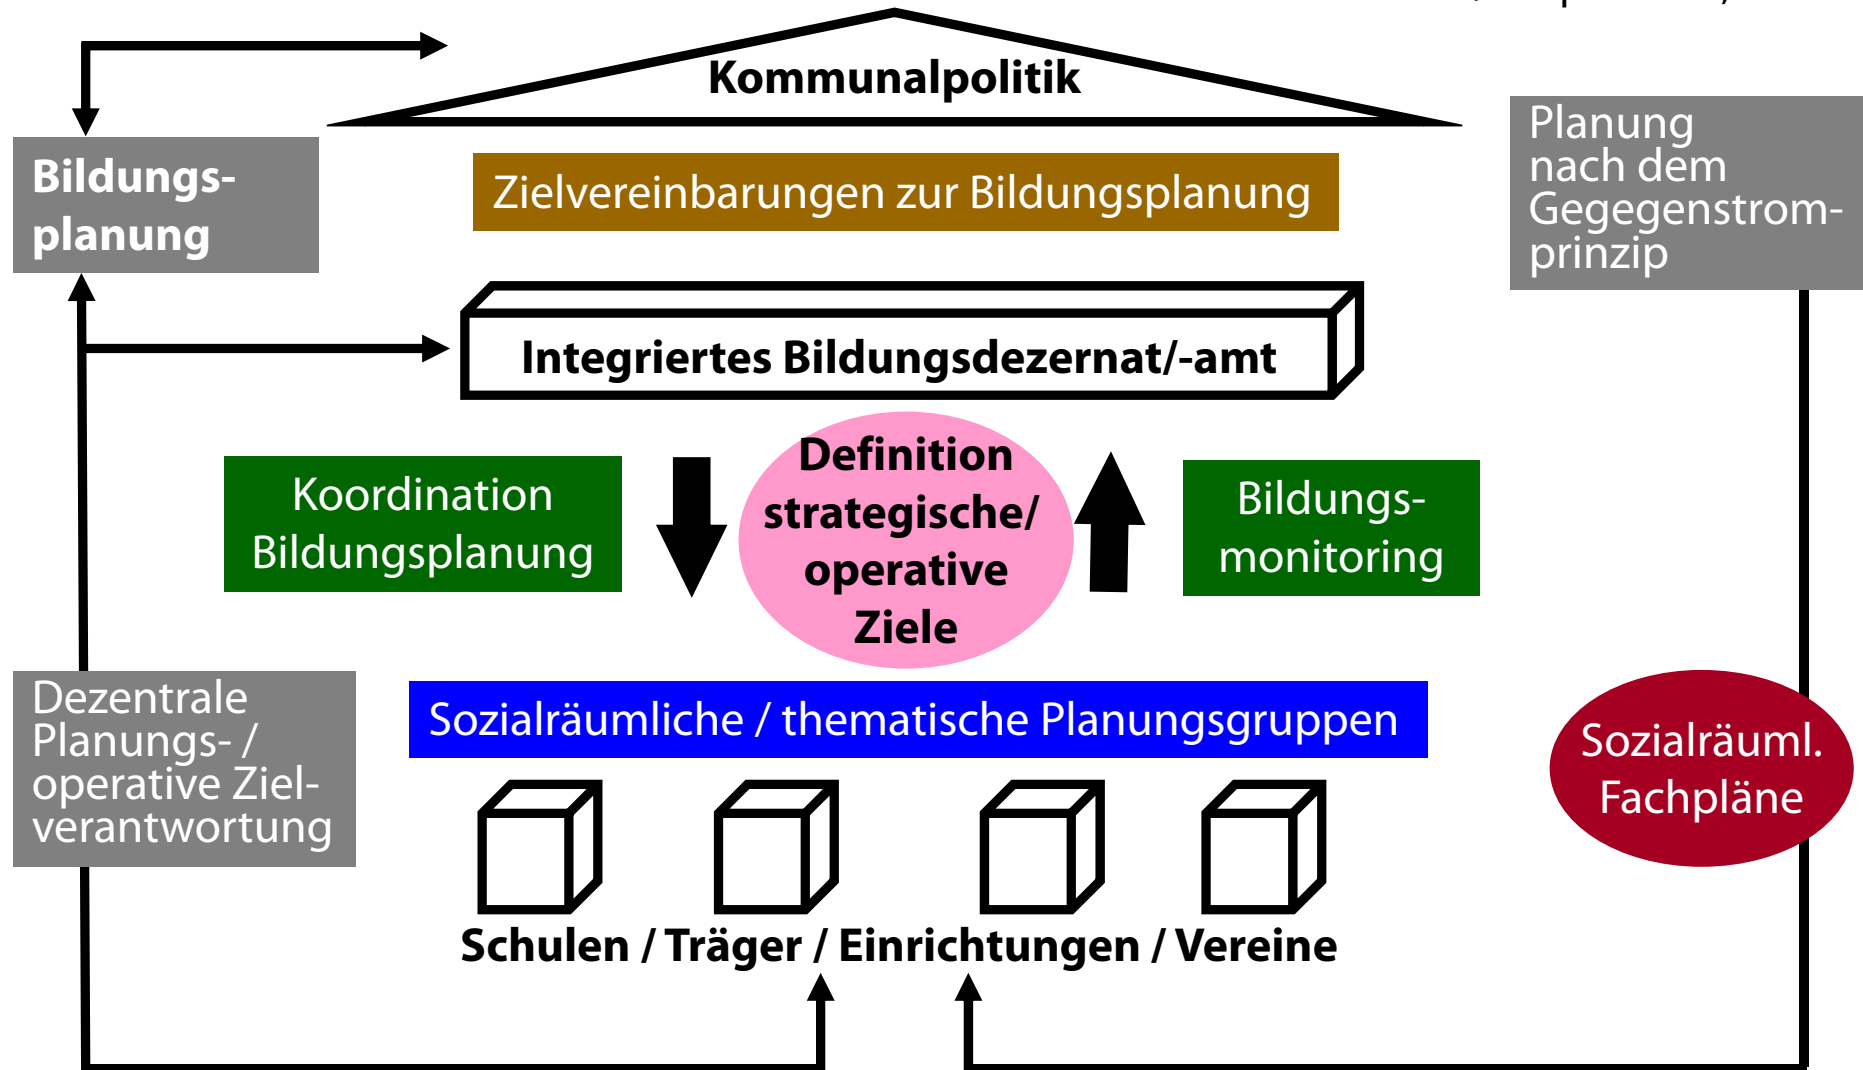 Kommunalpolitik
Bildungs-
planung
Zielvereinbarungen zur Bildungsplanung
Planung
nach dem
Gegegenstrom-
prinzip
Integriertes Bildungsdezernat/-amt
Koordination
Bildungsplanung
Definition
strategische/
operative
Ziele
Bildungs-
monitoring
Dezentrale
Planungs- /
operative Ziel-
verantwortung
Sozialräumliche / thematische Planungsgruppen
Sozialräuml.
Fachpläne
Schulen / Träger / Einrichtungen / Vereine